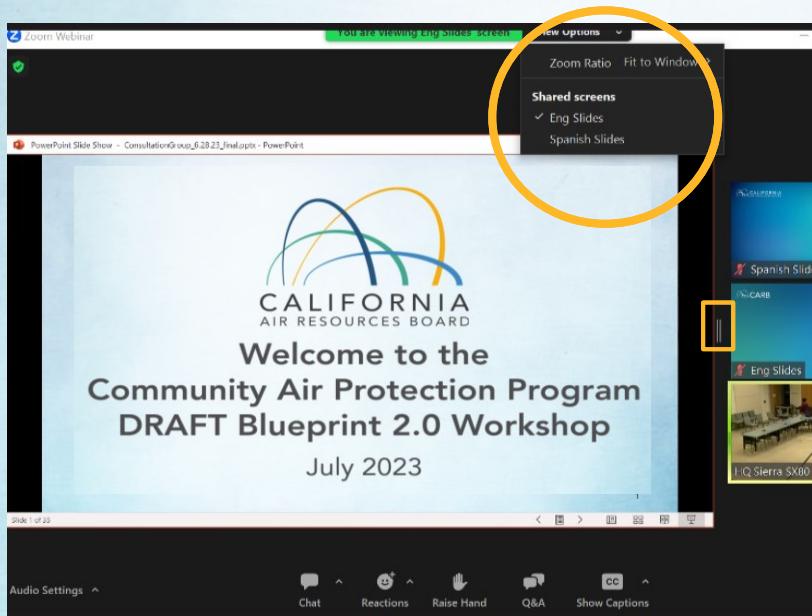 Zoom Webinar
You are viewing Eng Slides' screen
View Options
Zoom Ratio Fit to Window
Shared screens
Eng Slides
Spanish Slides
PowerPoint Slide Show - ConsultationGroup_6.28.23_final.pptx - PowerPoint
CALIFORNIA
AIR RESOURCES BOARD
Welcome to the
Community Air Protection Program
DRAFT Blueprint 2.0 Workshop
July 2023
1
Slide 1 of 35
CALIFORNIA
Spanish Slid
CARB
Eng Slides
HQ Sierra SX80
Audio Settings
Chat
Reactions
Raise Hand
Q&A
CC
Show Captions